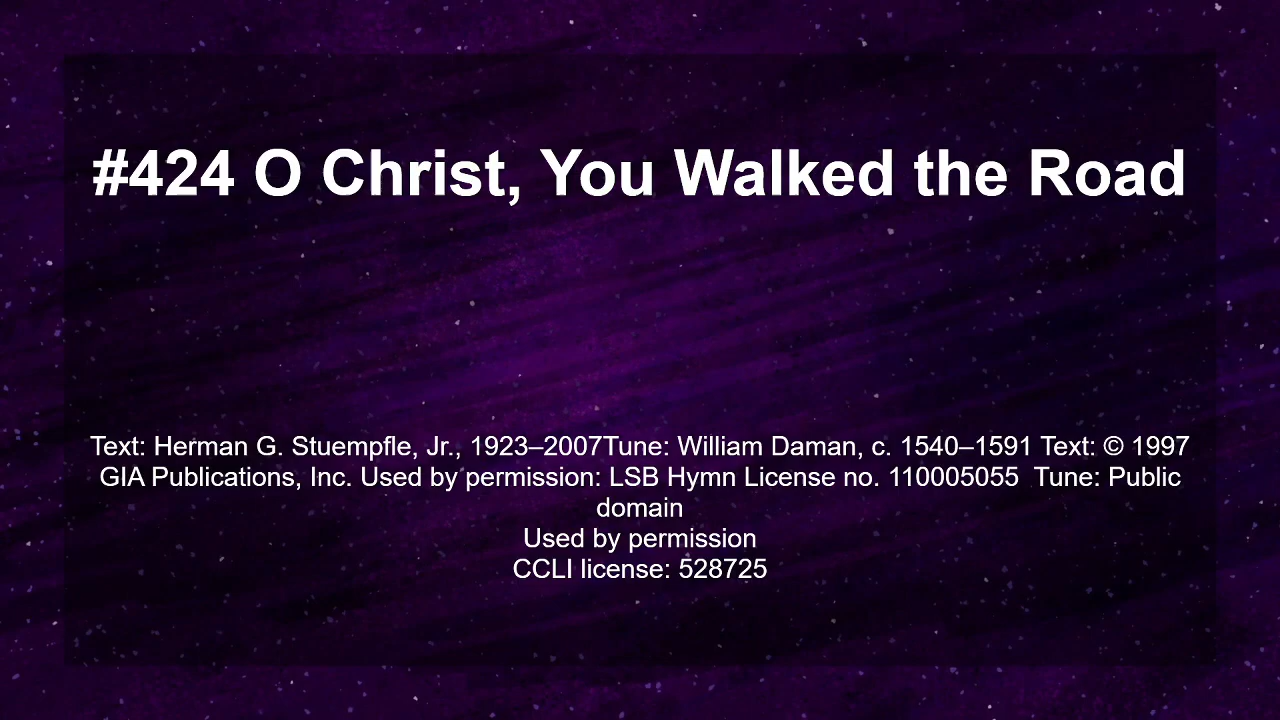 #424 O Christ, You Walked the Road
Text: Herman G. Stuempfle, Jr., 1923–2007Tune: William Daman, c. 1540–1591 Text: © 1997
GIA Publications, Inc. Used by permission: LSB Hymn License no. 110005055  Tune: Public
domain
Used by permission
CCLI license: 528725